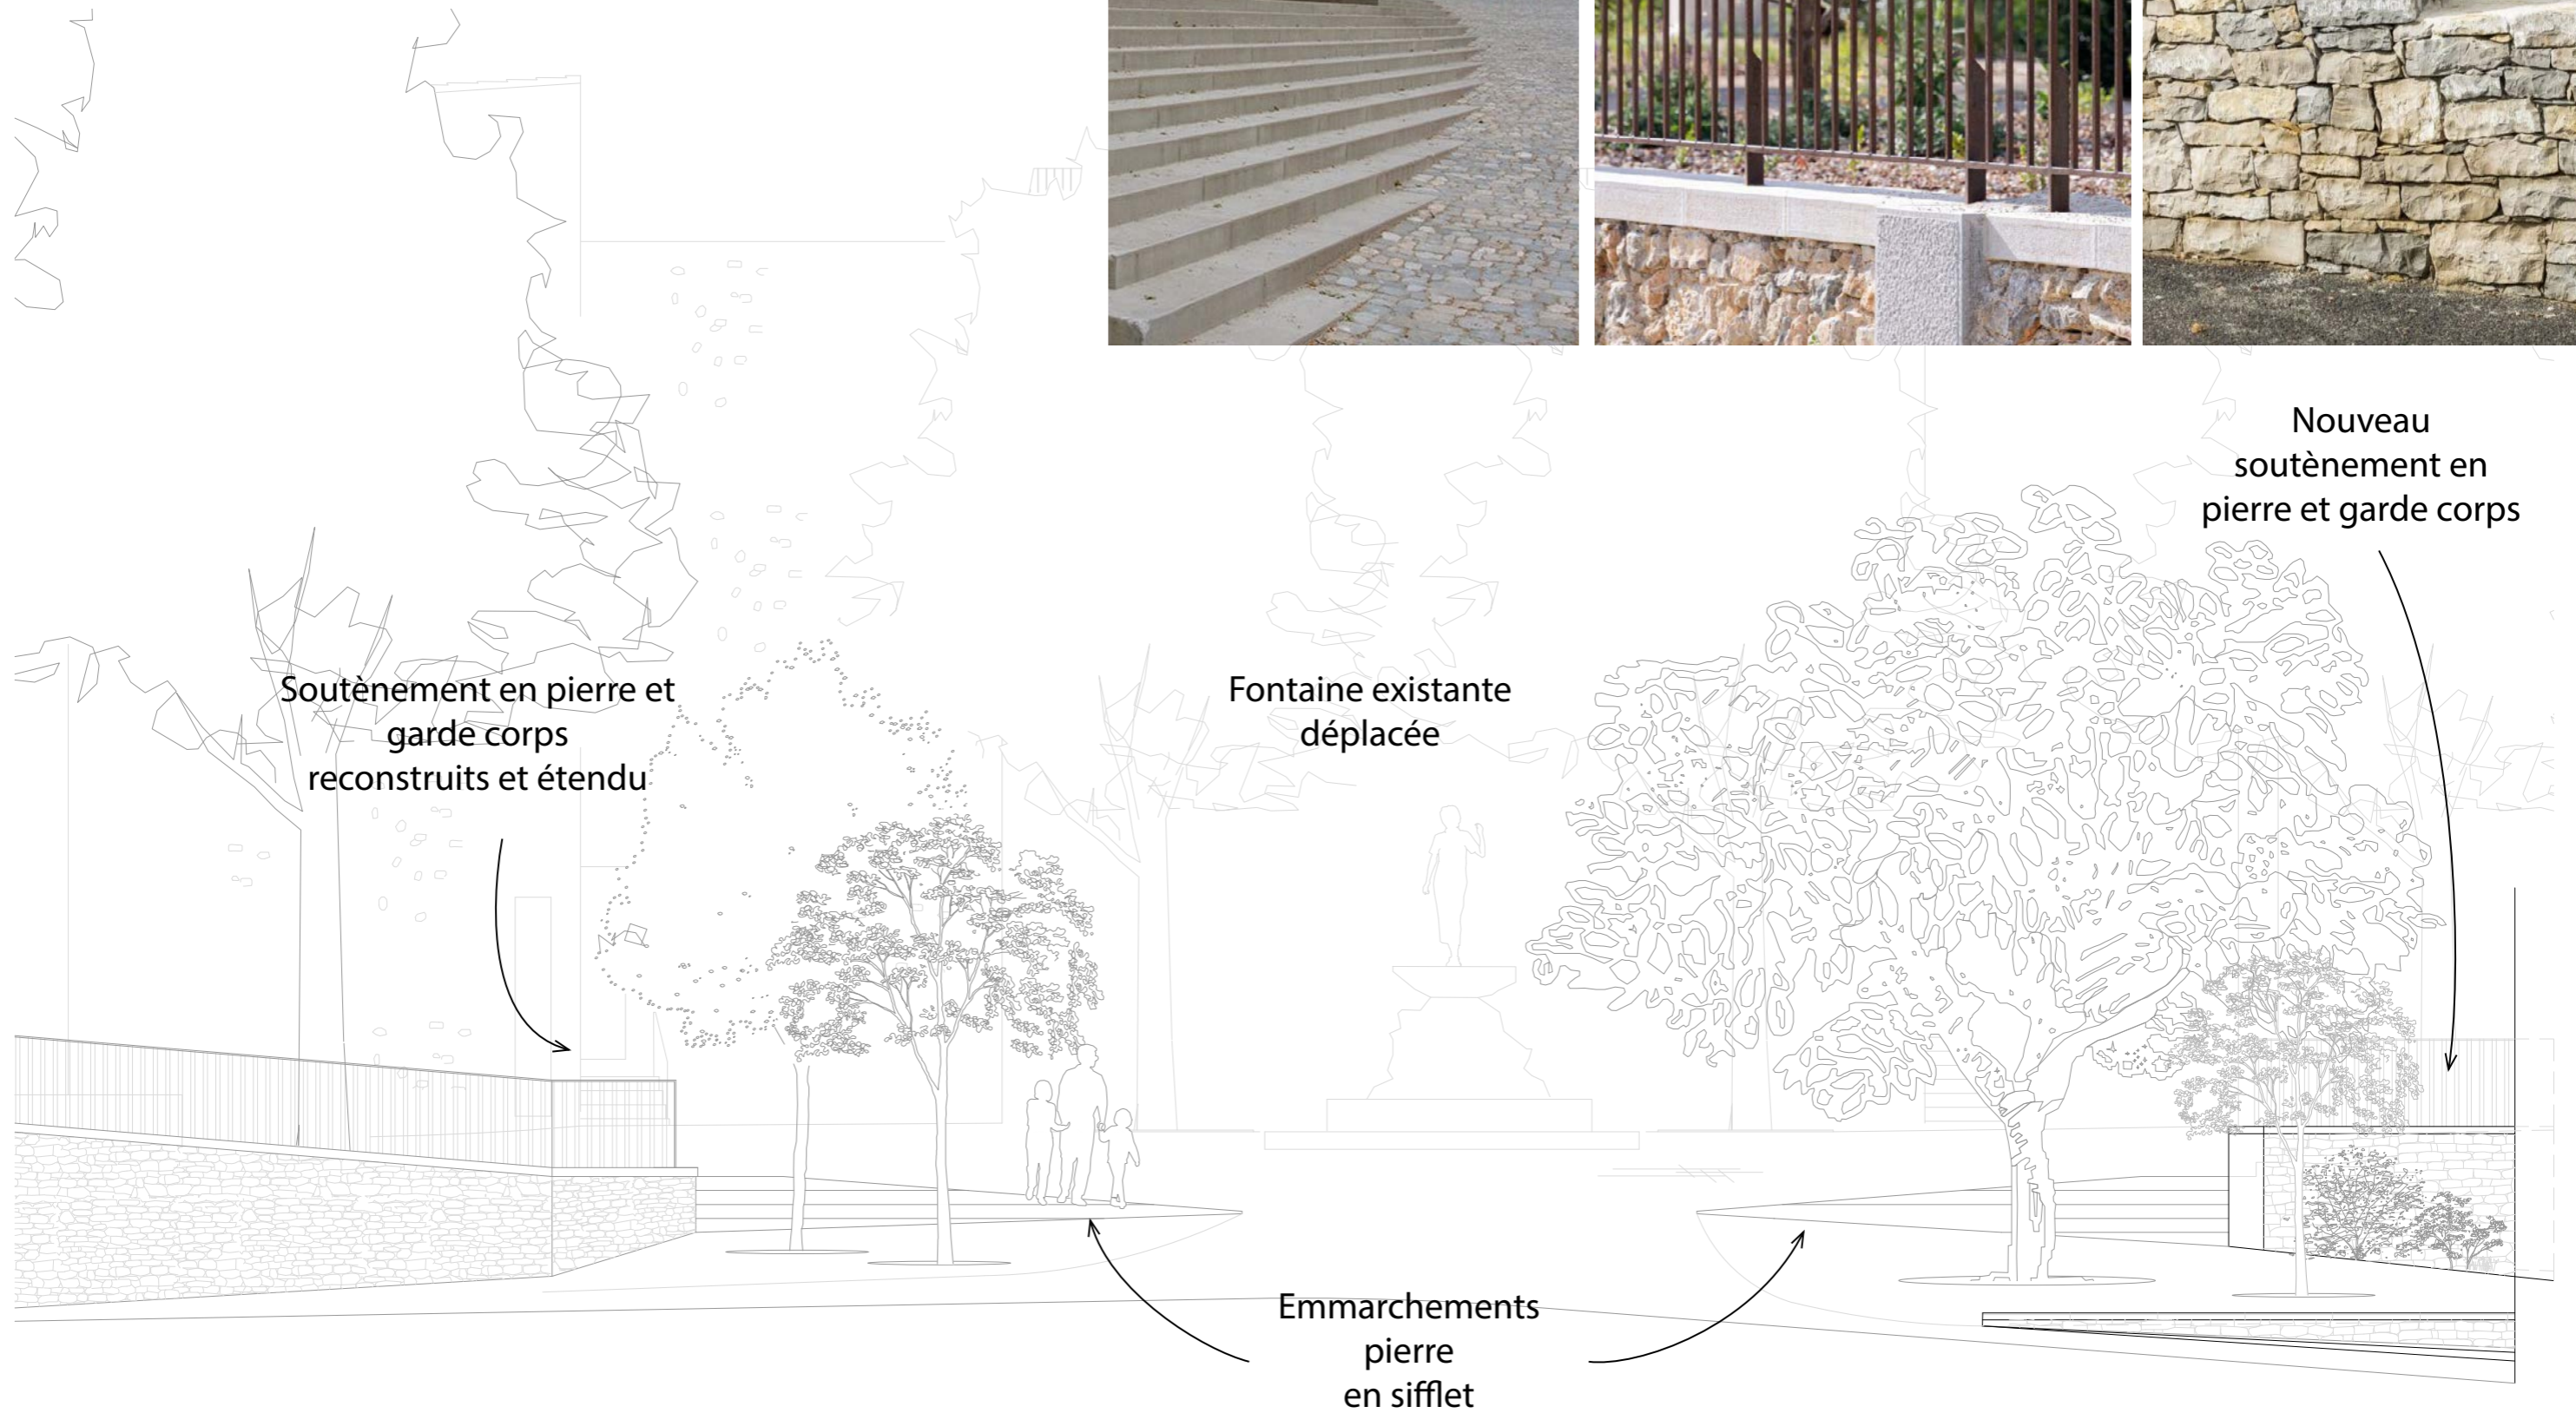 Nouveau
soutènement en
pierre et garde corps
Soutènement en pierre et
garde corps
reconstruits et étendu
Fontaine existante
déplacée
Emmarchements
pierre
en sifflet